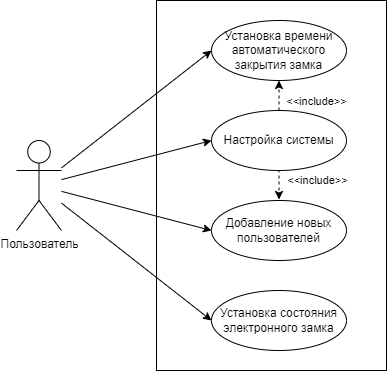 Установка времени
автоматического
закрытия замка
<<include>>
Настройка системы
<<include>>
Пользователь
Добавление новых
пользователей
Установка состояния
электронного замка